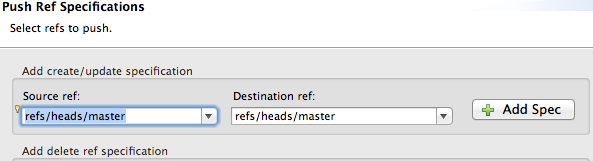 Push Ref Specifications
Select refs to push.
Add create/update specification
Source ref:
Destination ref:
refs/heads/master
refs/heads/master
Add Spec
Add delete ref specification